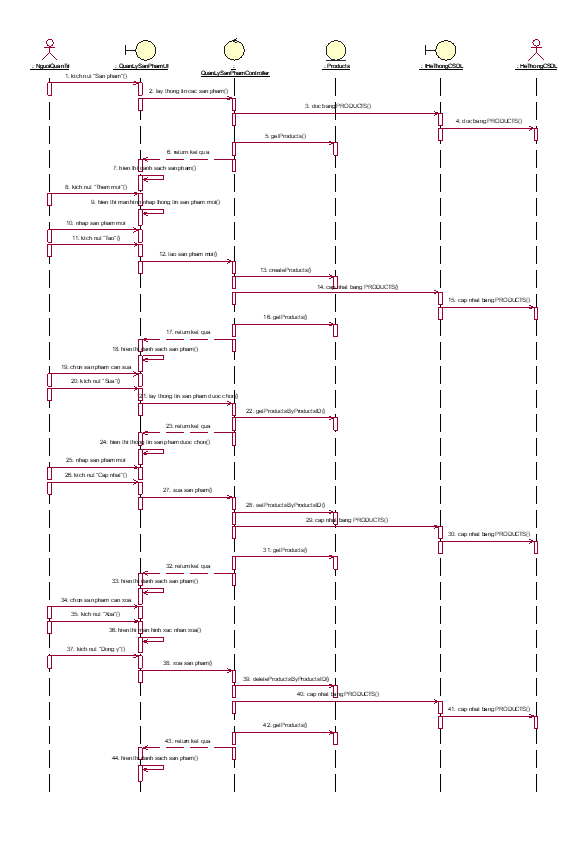 : NguoiQuanTri
: QuanLySanPhamUI
: QuanLySanPhamController
: Products
: IHeThongCSDL
: HeThongCSDL
1. kich nut "San pham"()
2. lay thong tin cac san pham()
3. doc bang PRODUCTS()
4. doc bang PRODUCTS()
5. getProducts()
6. return ket qua
7. hien thi danh sach san pham()
8. kich nut "Them moi"()
9. hien thi man hinh nhap thong tin san pham moi()
10. nhap san pham moi
11. kich nut "Tao"()
12. tao san pham moi()
13. createProducts()
14. cap nhat bang PRODUCTS()
15. cap nhat bang PRODUCTS()
16. getProducts()
17. return ket qua
18. hien thi danh sach san pham()
19. chon san pham can sua
20. kich nut "Sua"()
21. lay thong tin san pham duoc chon()
22. getProductsByProductsID()
23. return ket qua
24. hien thi thong tin san pham duoc chon()
25. nhap san pham moi
26. kich nut "Cap nhat"()
27. sua san pham()
28. setProductsByProductsID()
29. cap nhat bang PRODUCTS()
30. cap nhat bang PRODUCTS()
31. getProducts()
32. return ket qua
33. hien thi danh sach san pham()
34. chon san pham can xoa
35. kich nut "Xoa"()
36. hien thi man hinh xac nhan xoa()
37. kich nut "Dong y"()
38. xoa san pham()
39. deleteProductsByProductsID()
40. cap nhat bang PRODUCTS()
41. cap nhat bang PRODUCTS()
42. getProducts()
43. return ket qua
44. hien thi danh sach san pham()